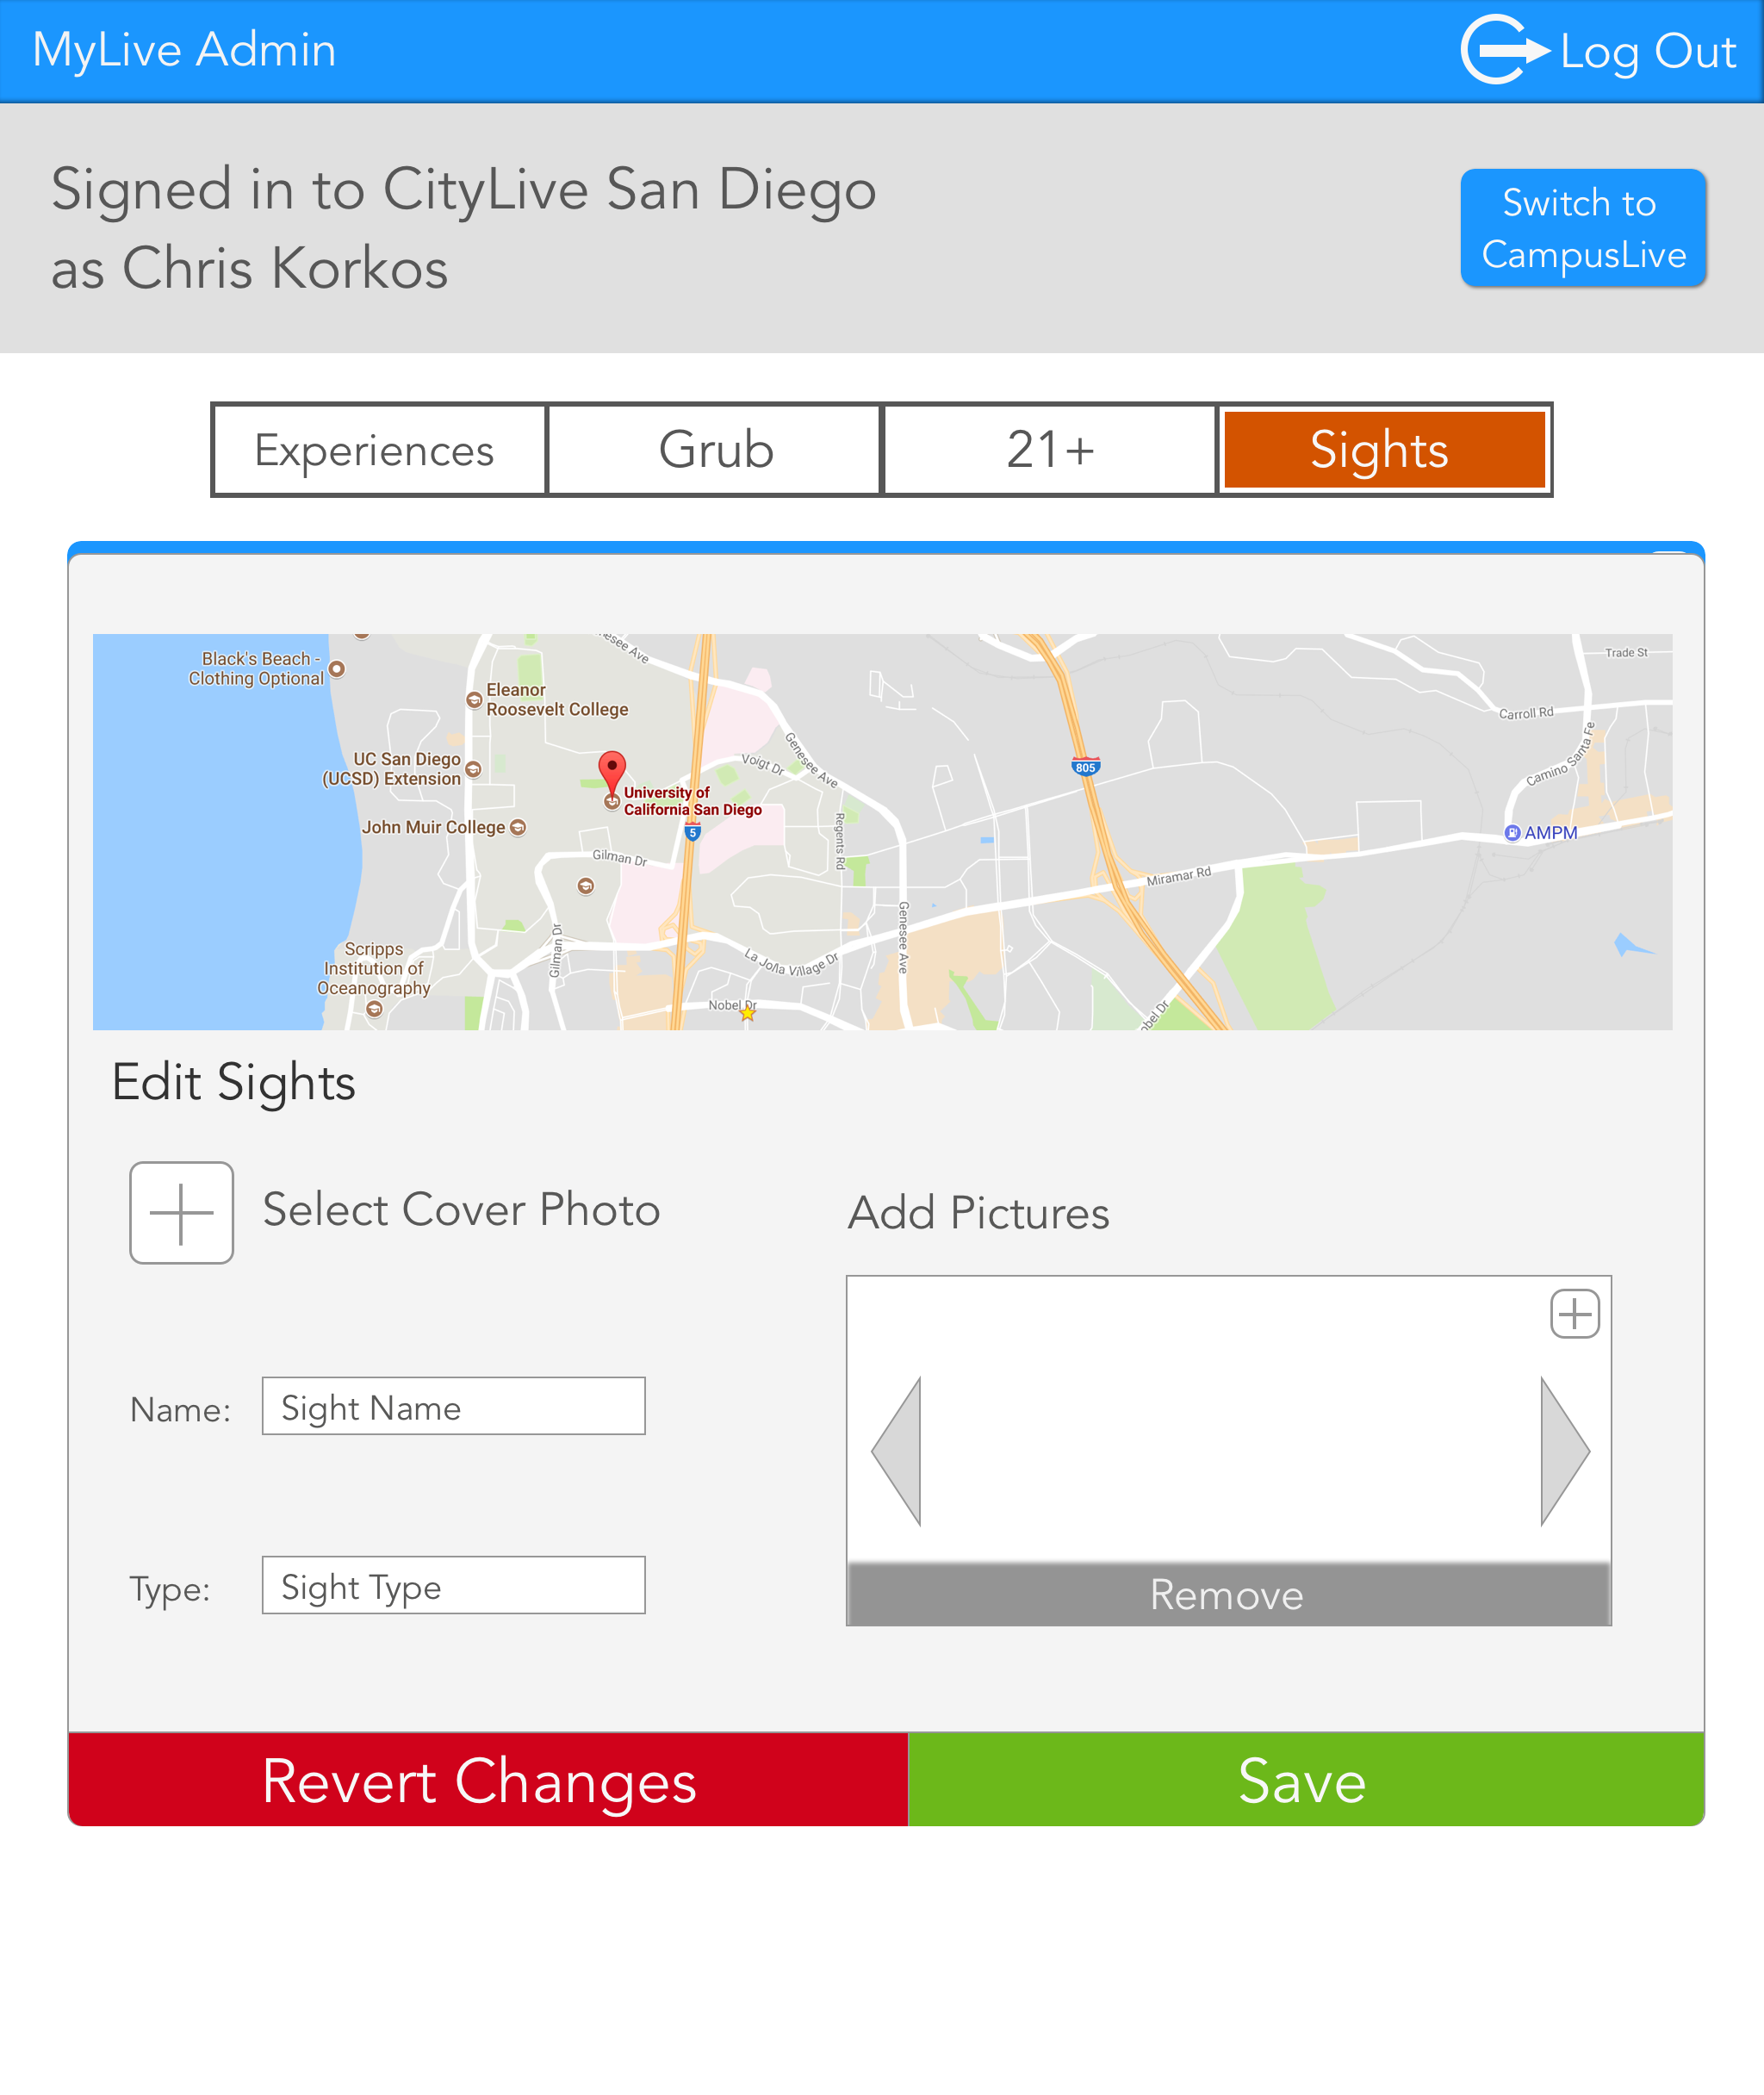 MyLive Admin
Log Out
Signed in to CityLive San Diego
as Chris Korkos
Switch to
CampusLive
Experiences
Grub
21+
Sights
Black's Beach -
Clothing Optional
Eleanor
Roosevelt College
UC San Diego
(UCSD) Extension
University of
California San Diego
John Muir College
Scripps
Institution of
Oceanography
Gilman Dr
Gilman Dr
Voigt Dr
Genesee Ave
Regents Rd
5
805
Genesee Ave
La Jolla Village Dr
Nobel Dr
Miramar Rd
Trade St
Carroll Rd
Camino Santa Fe
AMPM
Edit Sights
Select Cover Photo
Add Pictures
Name:
Sight Name
Type:
Sight Type
Remove
Revert Changes
Save